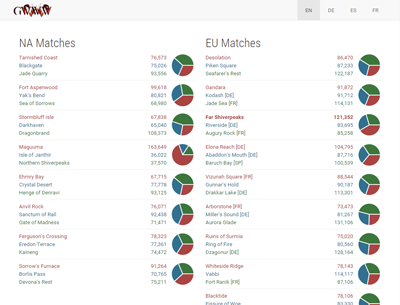 GWAWW
EN
DE
ES
FR
NA Matches
Tarnished Coast 76,573
Blackgate 75,026
Jade Quarry 93,556
Fort Aspenwood 99,618
Yak's Bend 80,821
Sea of Sorrows 68,980
Stormbluff Isle 67,838
Darkhaven 65,040
Dragonbrand 108,373
Maguuma 163,649
Isle of Janthir 36,022
Northern Shiverpeaks 37,570
Ehmry Bay 67,715
Crystal Desert 77,778
Henge of Denravi 93,125
Anvil Rock 76,071
Sanctum of Rall 92,438
Gate of Madness 71,471
Ferguson's Crossing 78,323
Eredon Terrace 77,361
Kaineng 74,472
Sorrow's Furnace 91,264
Borlis Pass 70,765
Devona's Rest 75,211
EU Matches
Desolation 86,470
Piken Square 87,233
Seafarer's Rest 122,187
Gandara 91,872
Kodash [DE] 91,712
Jade Sea [FR] 114,131
Far Shiverpeaks 121,352
Riverside [DE] 83,695
Augury Rock [FR] 85,258
Elona Reach [DE] 104,795
Abaddon's Mouth [DE] 87,716
Baruch Bay [SP] 100,539
Vizunah Square [FR] 88,544
Gunnar's Hold 90,187
Drakkar Lake [DE] 113,301
Arborstone [FR] 73,473
Miller's Sound [DE] 81,267
Aurora Glade 131,108
Ruins of Surmia 75,020
Ring of Fire 80,560
Dzagonur [DE] 128,164
Whiteside Ridge 78,143
Vabbi 114,117
Fort Ranik [FR] 87,106
Blacktide 78,106
Fissure of Woe